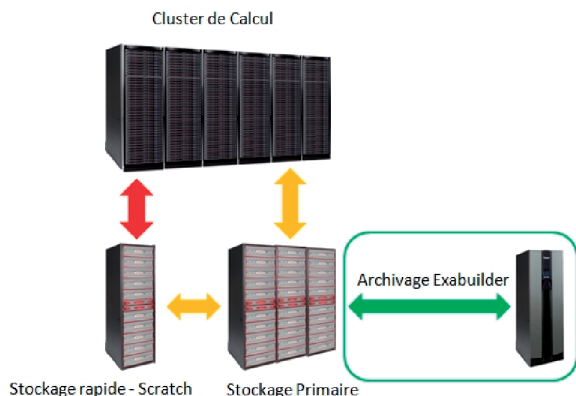 Cluster de Calcul
Archivage Exabuilder
Stockage rapide - Scratch
Stockage Primaire